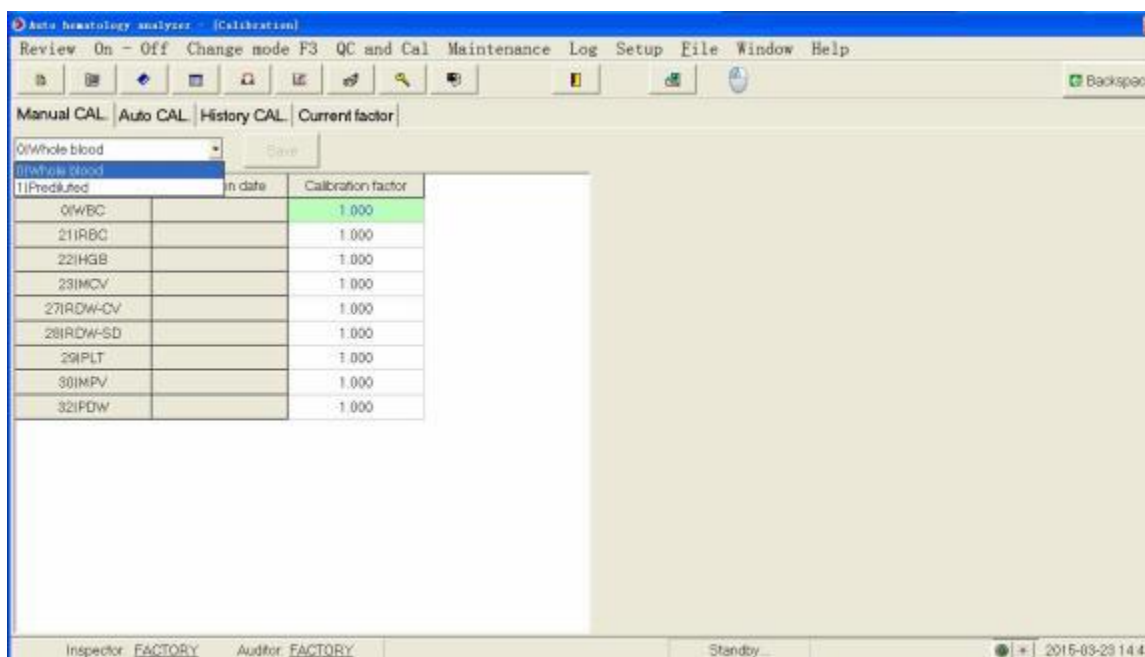 Auto hematology analyzer - [Calibration]
Review On - Off Change mode F3 QC and Cal Maintenance Log Setup File Window Help
Backspac
Manual CAL. Auto CAL. History CAL. Current factor
0|Whole blood Save
0|Whole blood
1|Prediluted n date Calibration factor
0|WBC 1.000
21|RBC 1.000
22|HGB 1.000
23|MCV 1.000
27|RDW-CV 1.000
28|RDW-SD 1.000
29|PLT 1.000
30|MPV 1.000
32|PDW 1.000
Inspector FACTORY Auditor FACTORY Standby... 2015-03-23 14:4